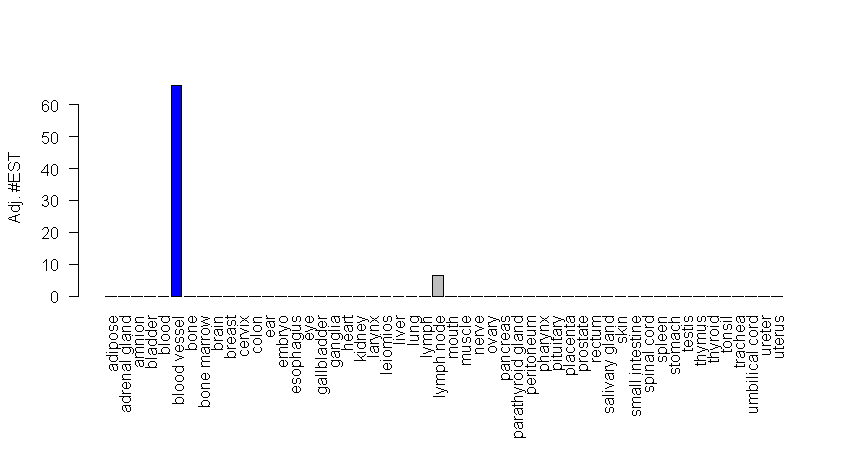 60
50
40
30
20
10
0
Adj. #EST
adipose
adrenal gland
amnion
bladder
blood
blood vessel
bone
bone marrow
brain
breast
cervix
colon
ear
embryo
esophagus
eye
gallbladder
ganglia
heart
kidney
larynx
leiomios
liver
lung
lymph
lymph node
mouth
muscle
nerve
ovary
pancreas
parathyroid gland
peritoneum
pharynx
pituitary
placenta
prostate
rectum
salivary gland
skin
small intestine
spinal cord
spleen
stomach
testis
thymus
thyroid
tonsil
trachea
umbilical cord
ureter
uterus